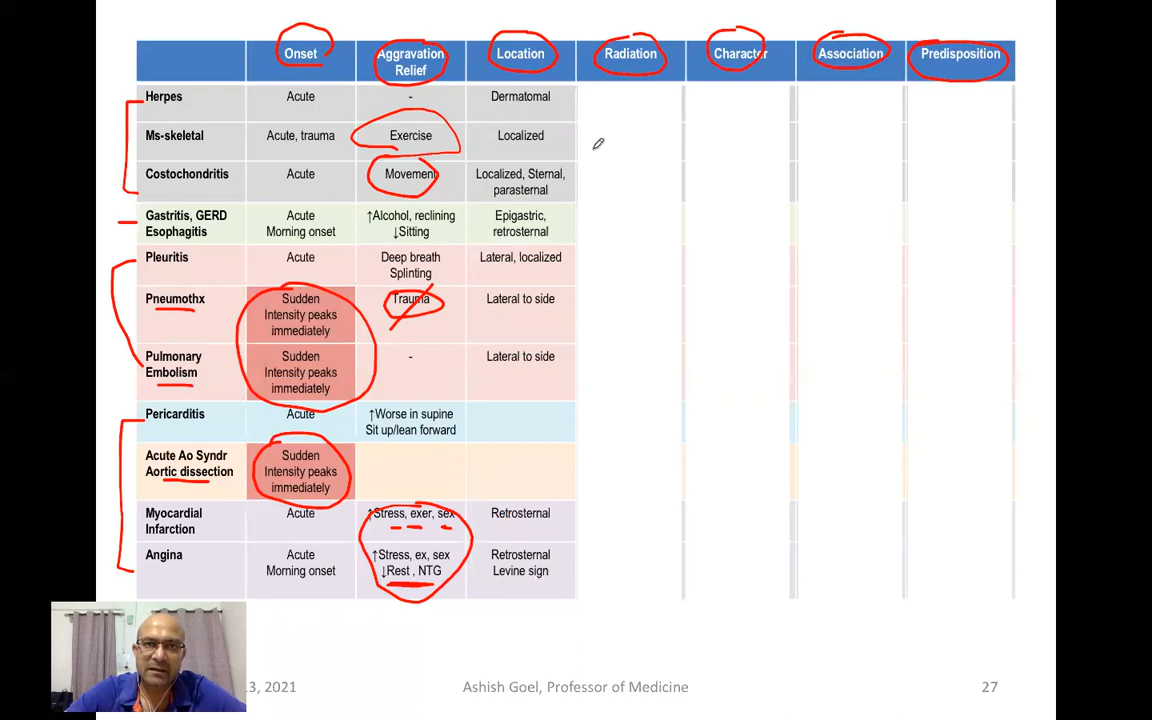 Onset
Aggravation
Relief
Location
Radiation
Character
Association
Predisposition
Herpes
Acute
-
Dermatomal
Ms-skeletal
Acute, trauma
Exercise
Localized
Costochondritis
Acute
Movement
Localized, Sternal,
parasternal
Gastritis, GERD
Esophagitis
Acute
Morning onset
↑Alcohol, reclining
↓Sitting
Epigastric,
retrosternal
Pleuritis
Acute
Deep breath
Splinting
Lateral, localized
Pneumothx
Sudden
Intensity peaks
immediately
Trauma
Lateral to side
Pulmonary
Embolism
Sudden
Intensity peaks
immediately
-
Lateral to side
Pericarditis
Acute
↑Worse in supine
Sit up/lean forward
Acute Ao Syndr
Aortic dissection
Sudden
Intensity peaks
immediately
Myocardial
Infarction
Acute
↑Stress, exer, sex
Retrosternal
Angina
Acute
Morning onset
↑Stress, ex, sex
↓Rest , NTG
Retrosternal
Levine sign
3, 2021
Ashish Goel, Professor of Medicine
27